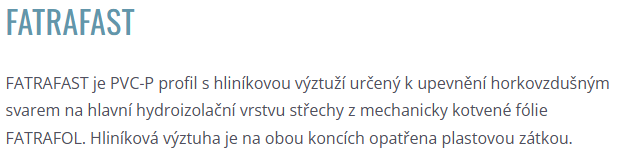 FATRAFAST
FATRAFAST je PVC-P profil s hliníkovou výztuží určený k upevnění horkovzdušným
svarem na hlavní hydroizolační vrstvu střechy z mechanicky kotvené fólie
FATRAFOL. Hliníková výztuha je na obou koncích opatřena plastovou zátkou.